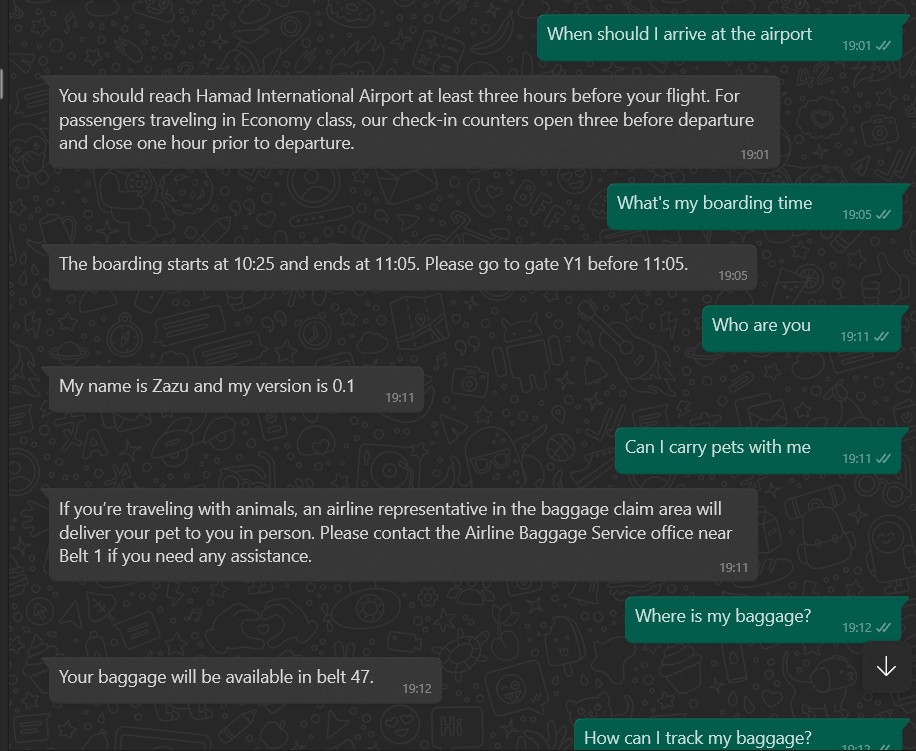 When should I arrive at the airport
19:01
You should reach Hamad International Airport at least three hours before your flight. For
passengers traveling in Economy class, our check-in counters open three before departure
and close one hour prior to departure.
19:01
What's my boarding time
19:05
The boarding starts at 10:25 and ends at 11:05. Please go to gate Y1 before 11:05.
19:05
Who are you
19:11
My name is Zazu and my version is 0.1
19:11
Can I carry pets with me
19:11
If you’re traveling with animals, an airline representative in the baggage claim area will
deliver your pet to you in person. Please contact the Airline Baggage Service office near
Belt 1 if you need any assistance.
19:11
Where is my baggage?
19:12
Your baggage will be available in belt 47.
19:12
How can I track my baggage?
19:12